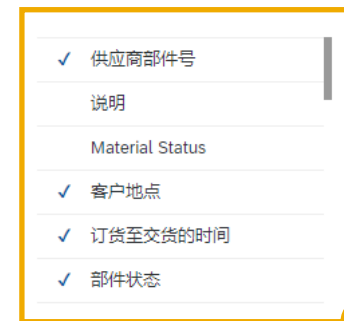 供应商部件号
说明
Material Status
客户地点
订货至交货的时间
部件状态